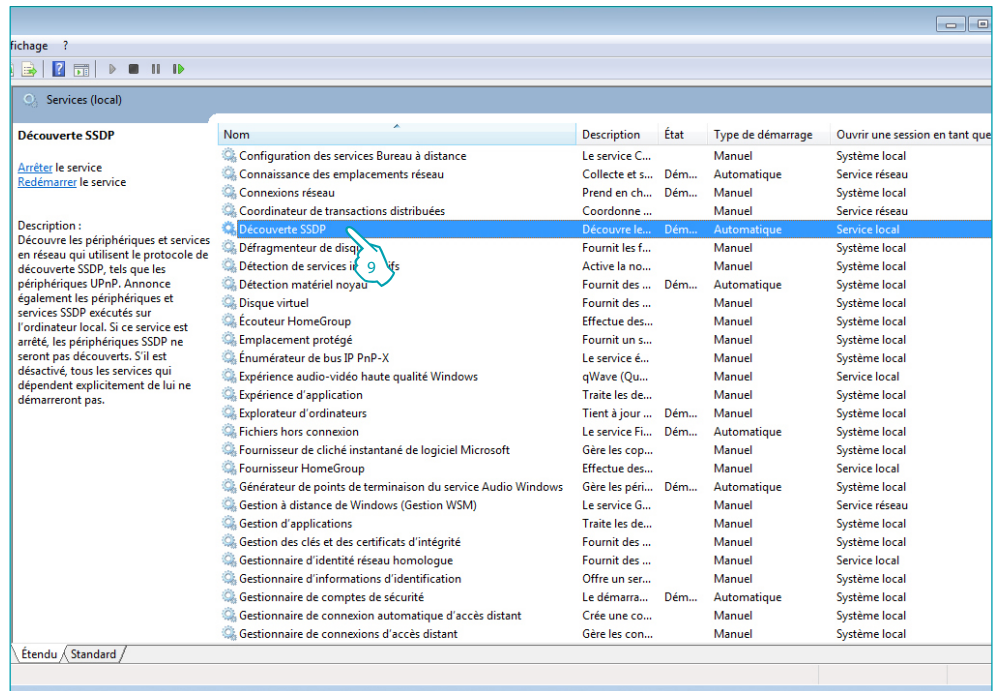 fichage ?
Services (local)
Découverte SSDP
Arrêter le service
Redémarrer le service
Description :
Découvre les périphériques et services
en réseau qui utilisent le protocole de
découverte SSDP, tels que les
périphériques UPnP. Annonce
également les périphériques et
services SSDP exécutés sur
l'ordinateur local. Si ce service est
arrêté, les périphériques SSDP ne
seront pas découverts. S'il est
désactivé, tous les services qui
dépendent explicitement de lui ne
démarreront pas.
Nom Description État Type de démarrage Ouvrir une session en tant que
Configuration des services Bureau à distance Le service C... Manuel Système local
Connaissance des emplacements réseau Collecte et s... Dém... Automatique Service réseau
Connexions réseau Prend en ch... Dém... Manuel Système local
Coordinateur de transactions distribuées Coordonne ... Manuel Service réseau
Découverte SSDP Découvre le... Dém... Automatique Service local
Défragmenteur de disq Fournit les f... Manuel Système local
Détection de services i fs Active la no... Manuel Système local
9
Détection matériel noyau Fournit des ... Dém... Automatique Système local
Disque virtuel Fournit des ... Manuel Système local
Écouteur HomeGroup Effectue des... Manuel Système local
Emplacement protégé Fournit un s... Manuel Système local
Énumérateur de bus IP PnP-X Le service é... Manuel Système local
Expérience audio-vidéo haute qualité Windows qWave (Qu... Manuel Service local
Expérience d'application Traite les de... Manuel Système local
Explorateur d'ordinateurs Tient à jour ... Dém... Manuel Système local
Fichiers hors connexion Le service Fi... Dém... Automatique Système local
Fournisseur de cliché instantané de logiciel Microsoft Gère les cop... Manuel Système local
Fournisseur HomeGroup Effectue des... Manuel Service local
Générateur de points de terminaison du service Audio Windows Gère les péri... Dém... Automatique Système local
Gestion à distance de Windows (Gestion WSM) Le service G... Manuel Service réseau
Gestion d'applications Traite les de... Manuel Système local
Gestion des clés et des certificats d'intégrité Fournit des ... Manuel Système local
Gestionnaire d'identité réseau homologue Fournit des ... Manuel Service local
Gestionnaire d'informations d'identification Offre un ser... Manuel Système local
Gestionnaire de comptes de sécurité Le démarra... Dém... Automatique Système local
Gestionnaire de connexion automatique d'accès distant Crée une co... Manuel Système local
Gestionnaire de connexions d'accès distant Gère les con... Manuel Système local
Étendu Standard